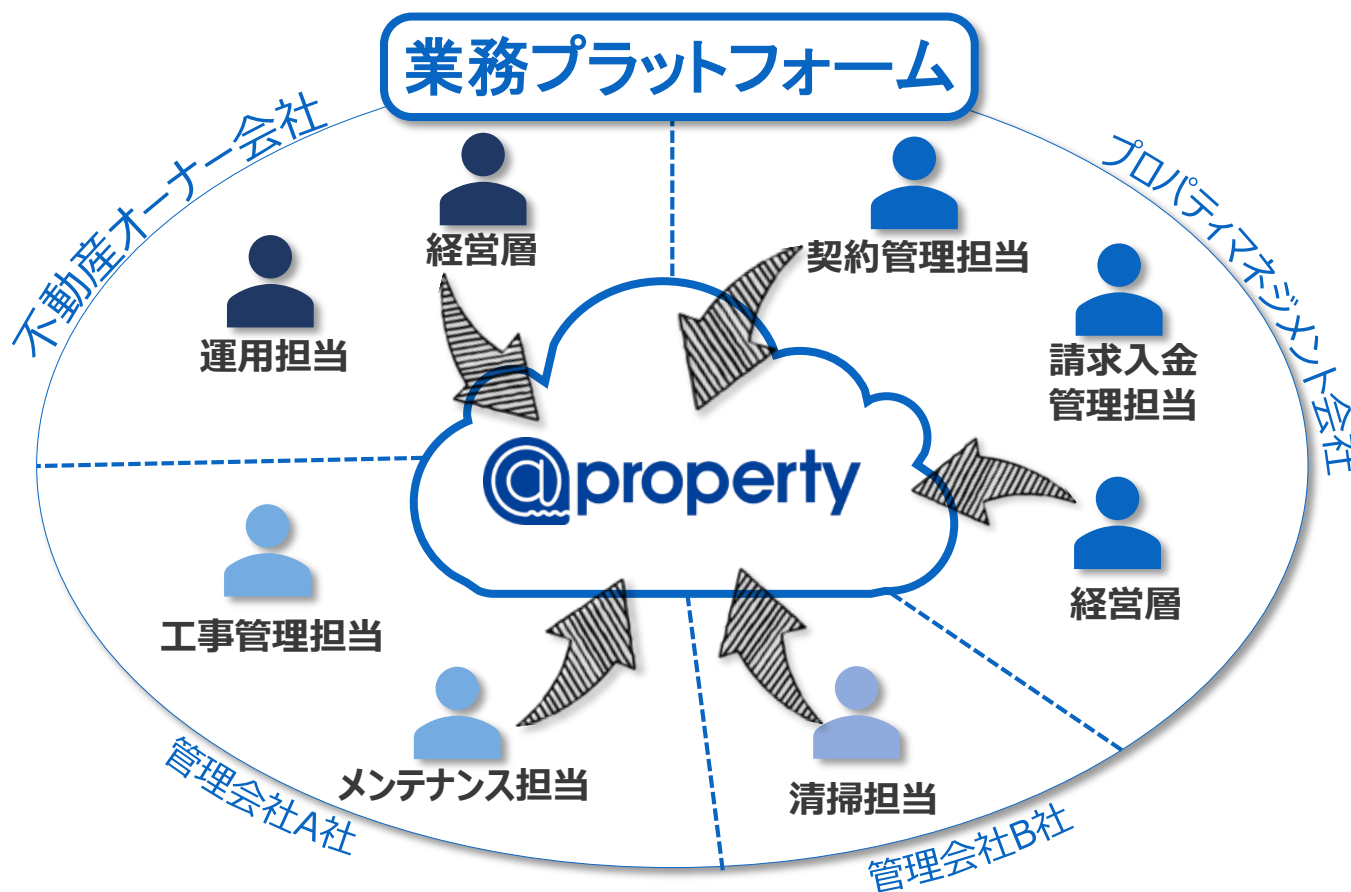 業務プラットフォーム
不動産オーナー会社
経営層
運用担当
プロパティマネジメント会社
契約管理担当
請求入金
管理担当
経営層
@property
工事管理担当
メンテナンス担当
管理会社A社
清掃担当
管理会社B社